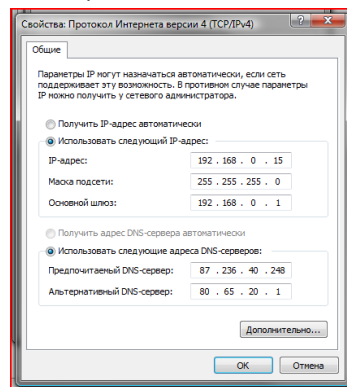 Свойства: Протокол Интернета версии 4 (TCP/IPv4)
Общие
Параметры IP могут назначаться автоматически, если сеть
поддерживает эту возможность. В противном случае параметры
IP можно получить у сетевого администратора.
Получить IP-адрес автоматически
Использовать следующий IP-адрес:
IP-адрес: 192 . 168 . 0 . 15
Маска подсети: 255 . 255 . 255 . 0
Основной шлюз: 192 . 168 . 0 . 1
Получить адрес DNS-сервера автоматически
Использовать следующие адреса DNS-серверов:
Предпочитаемый DNS-сервер: 87 . 236 . 40 . 248
Альтернативный DNS-сервер: 80 . 65 . 20 . 1
Дополнительно...
OK Отмена